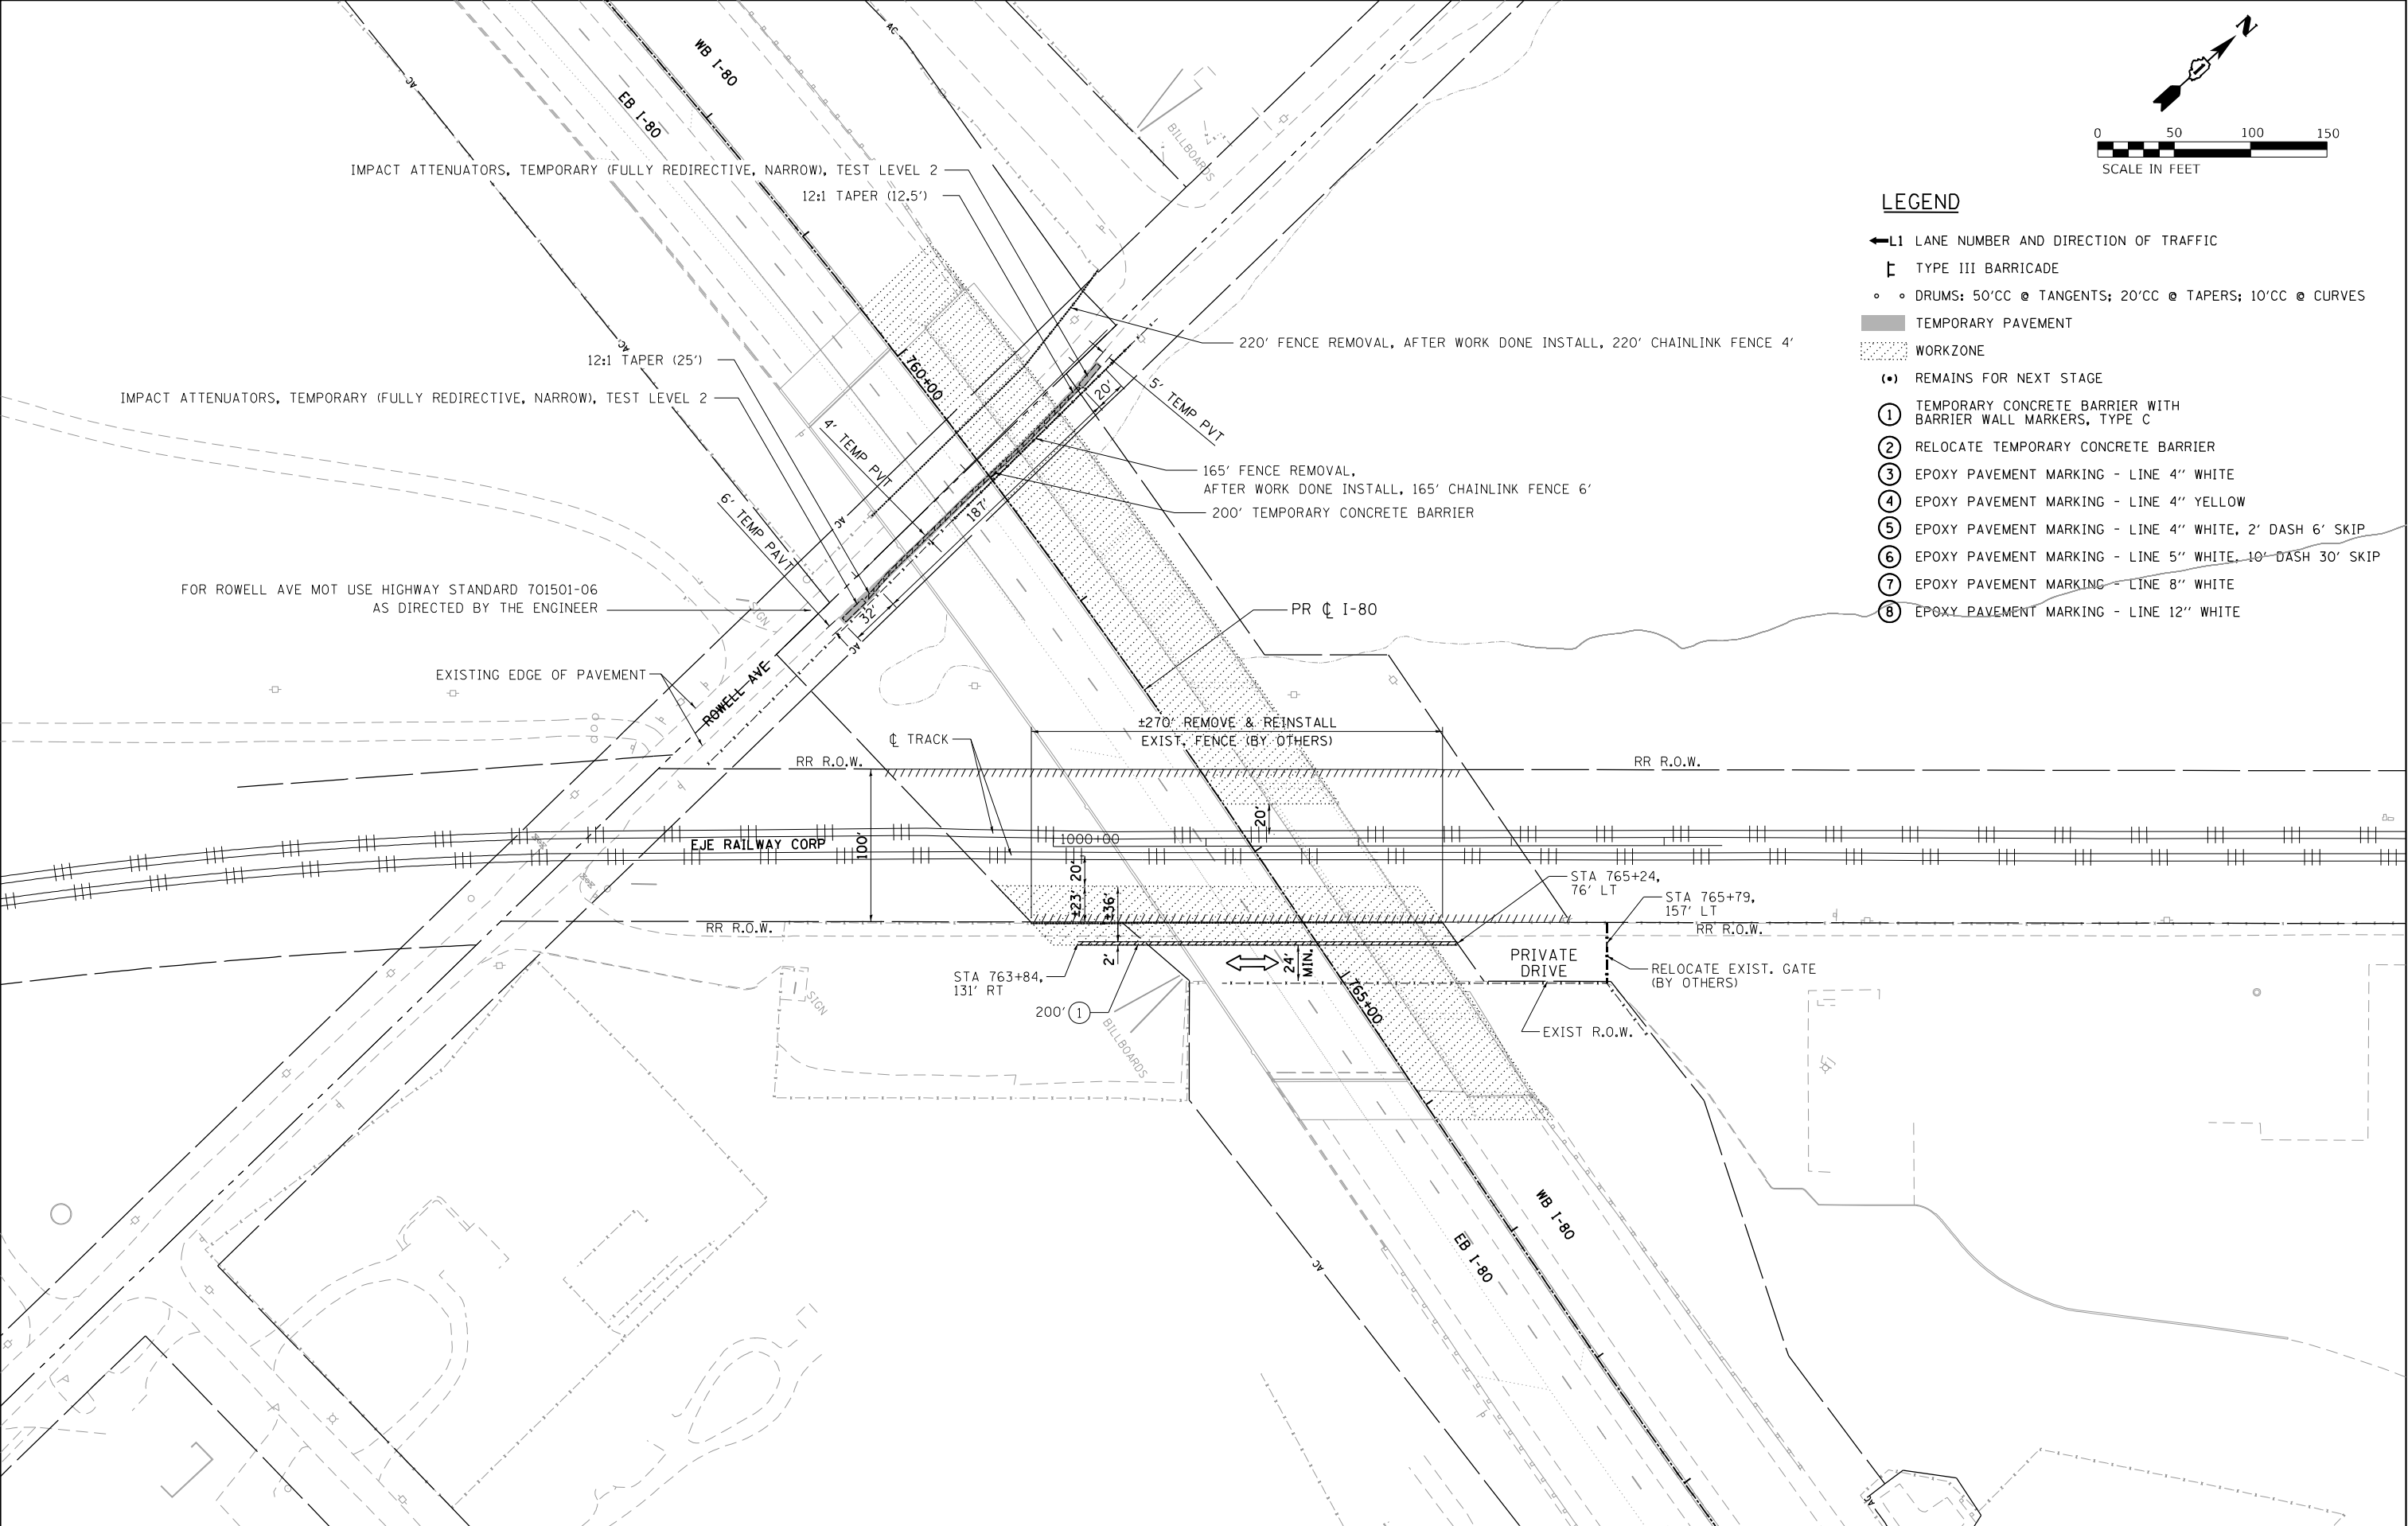 N
0 50 100 150
SCALE IN FEET
LEGEND
L1 LANE NUMBER AND DIRECTION OF TRAFFIC
TYPE III BARRICADE
DRUMS: 50'CC @ TANGENTS; 20'CC @ TAPERS; 10'CC @ CURVES
TEMPORARY PAVEMENT
WORKZONE
(•) REMAINS FOR NEXT STAGE
1 TEMPORARY CONCRETE BARRIER WITH
BARRIER WALL MARKERS, TYPE C
2 RELOCATE TEMPORARY CONCRETE BARRIER
3 EPOXY PAVEMENT MARKING - LINE 4'' WHITE
4 EPOXY PAVEMENT MARKING - LINE 4'' YELLOW
5 EPOXY PAVEMENT MARKING - LINE 4'' WHITE, 2' DASH 6' SKIP
6 EPOXY PAVEMENT MARKING - LINE 5'' WHITE, 10' DASH 30' SKIP
7 EPOXY PAVEMENT MARKING - LINE 8'' WHITE
8 EPOXY PAVEMENT MARKING - LINE 12'' WHITE
AC
WB I-80
EB I-80
AC
BILLBOARDS
IMPACT ATTENUATORS, TEMPORARY (FULLY REDIRECTIVE, NARROW), TEST LEVEL 2
12:1 TAPER (12.5')
220' FENCE REMOVAL, AFTER WORK DONE INSTALL, 220' CHAINLINK FENCE 4'
AC
12:1 TAPER (25')
760+00
20'
5' TEMP PVT
IMPACT ATTENUATORS, TEMPORARY (FULLY REDIRECTIVE, NARROW), TEST LEVEL 2
4' TEMP PVT
165' FENCE REMOVAL,
AFTER WORK DONE INSTALL, 165' CHAINLINK FENCE 6'
200' TEMPORARY CONCRETE BARRIER
187'
6' TEMP PAVT
AC
FOR ROWELL AVE MOT USE HIGHWAY STANDARD 701501-06
AS DIRECTED BY THE ENGINEER
SIGN
32'
AC
PR ℄ I-80
EXISTING EDGE OF PAVEMENT
ROWELL AVE
±270' REMOVE & REINSTALL
EXIST. FENCE (BY OTHERS)
℄ TRACK
RR R.O.W.
RR R.O.W.
100'
20'
1000+00
EJE RAILWAY CORP
20'
±23'
±36'
STA 765+24,
76' LT
STA 765+79,
157' LT
RR R.O.W.
RR R.O.W.
2'
24'
MIN.
PRIVATE
DRIVE
RELOCATE EXIST. GATE
(BY OTHERS)
STA 763+84,
131' RT
200' 1
SIGN
BILLBOARDS
765+00
EXIST R.O.W.
WB I-80
EB I-80
AC
AC